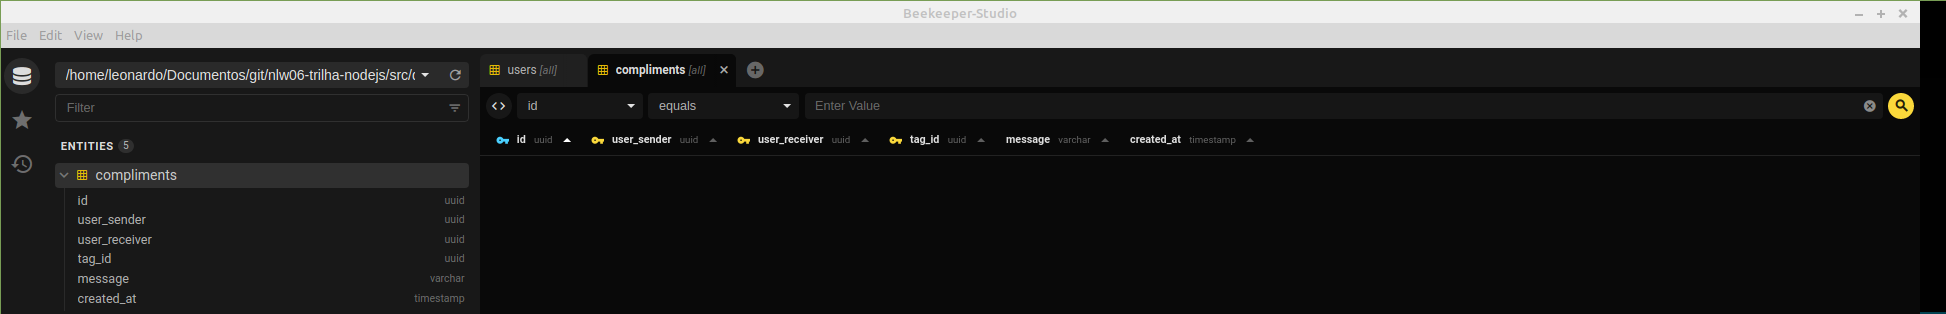 Beekeeper-Studio
File Edit View Help
/home/leonardo/Documentos/git/nlw06-trilha-nodejs/src/
users [all]
compliments [all]
id
equals
Enter Value
Filter
id uuid user_sender uuid user_receiver uuid tag_id uuid message varchar created_at timestamp
ENTITIES 5
compliments
id uuid
user_sender uuid
user_receiver uuid
tag_id uuid
message varchar
created_at timestamp